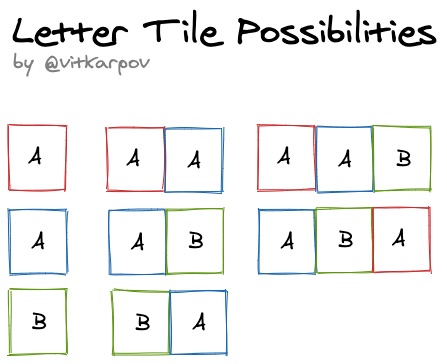 Letter Tile Possibilities
by @vitkarpov
A A A A A B
A A B A B A
B B A